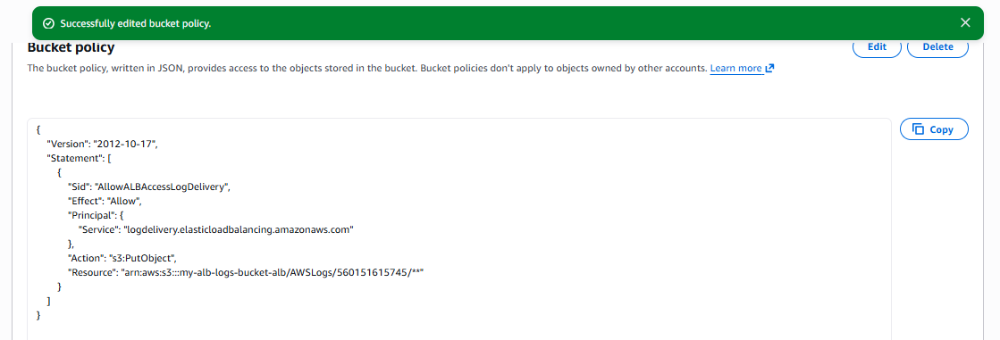 Successfully edited bucket policy.
Bucket policy
Edit
Delete
The bucket policy, written in JSON, provides access to the objects stored in the bucket. Bucket policies don't apply to objects owned by other accounts. Learn more
Copy
{
"Version": "2012-10-17",
"Statement": [
{
"Sid": "AllowALBAccessLogDelivery",
"Effect": "Allow",
"Principal": {
"Service": "logdelivery.elasticloadbalancing.amazonaws.com"
},
"Action": "s3:PutObject",
"Resource": "arn:aws:s3:::my-alb-logs-bucket-alb/AWSLogs/560151615745/**"
}
]
}